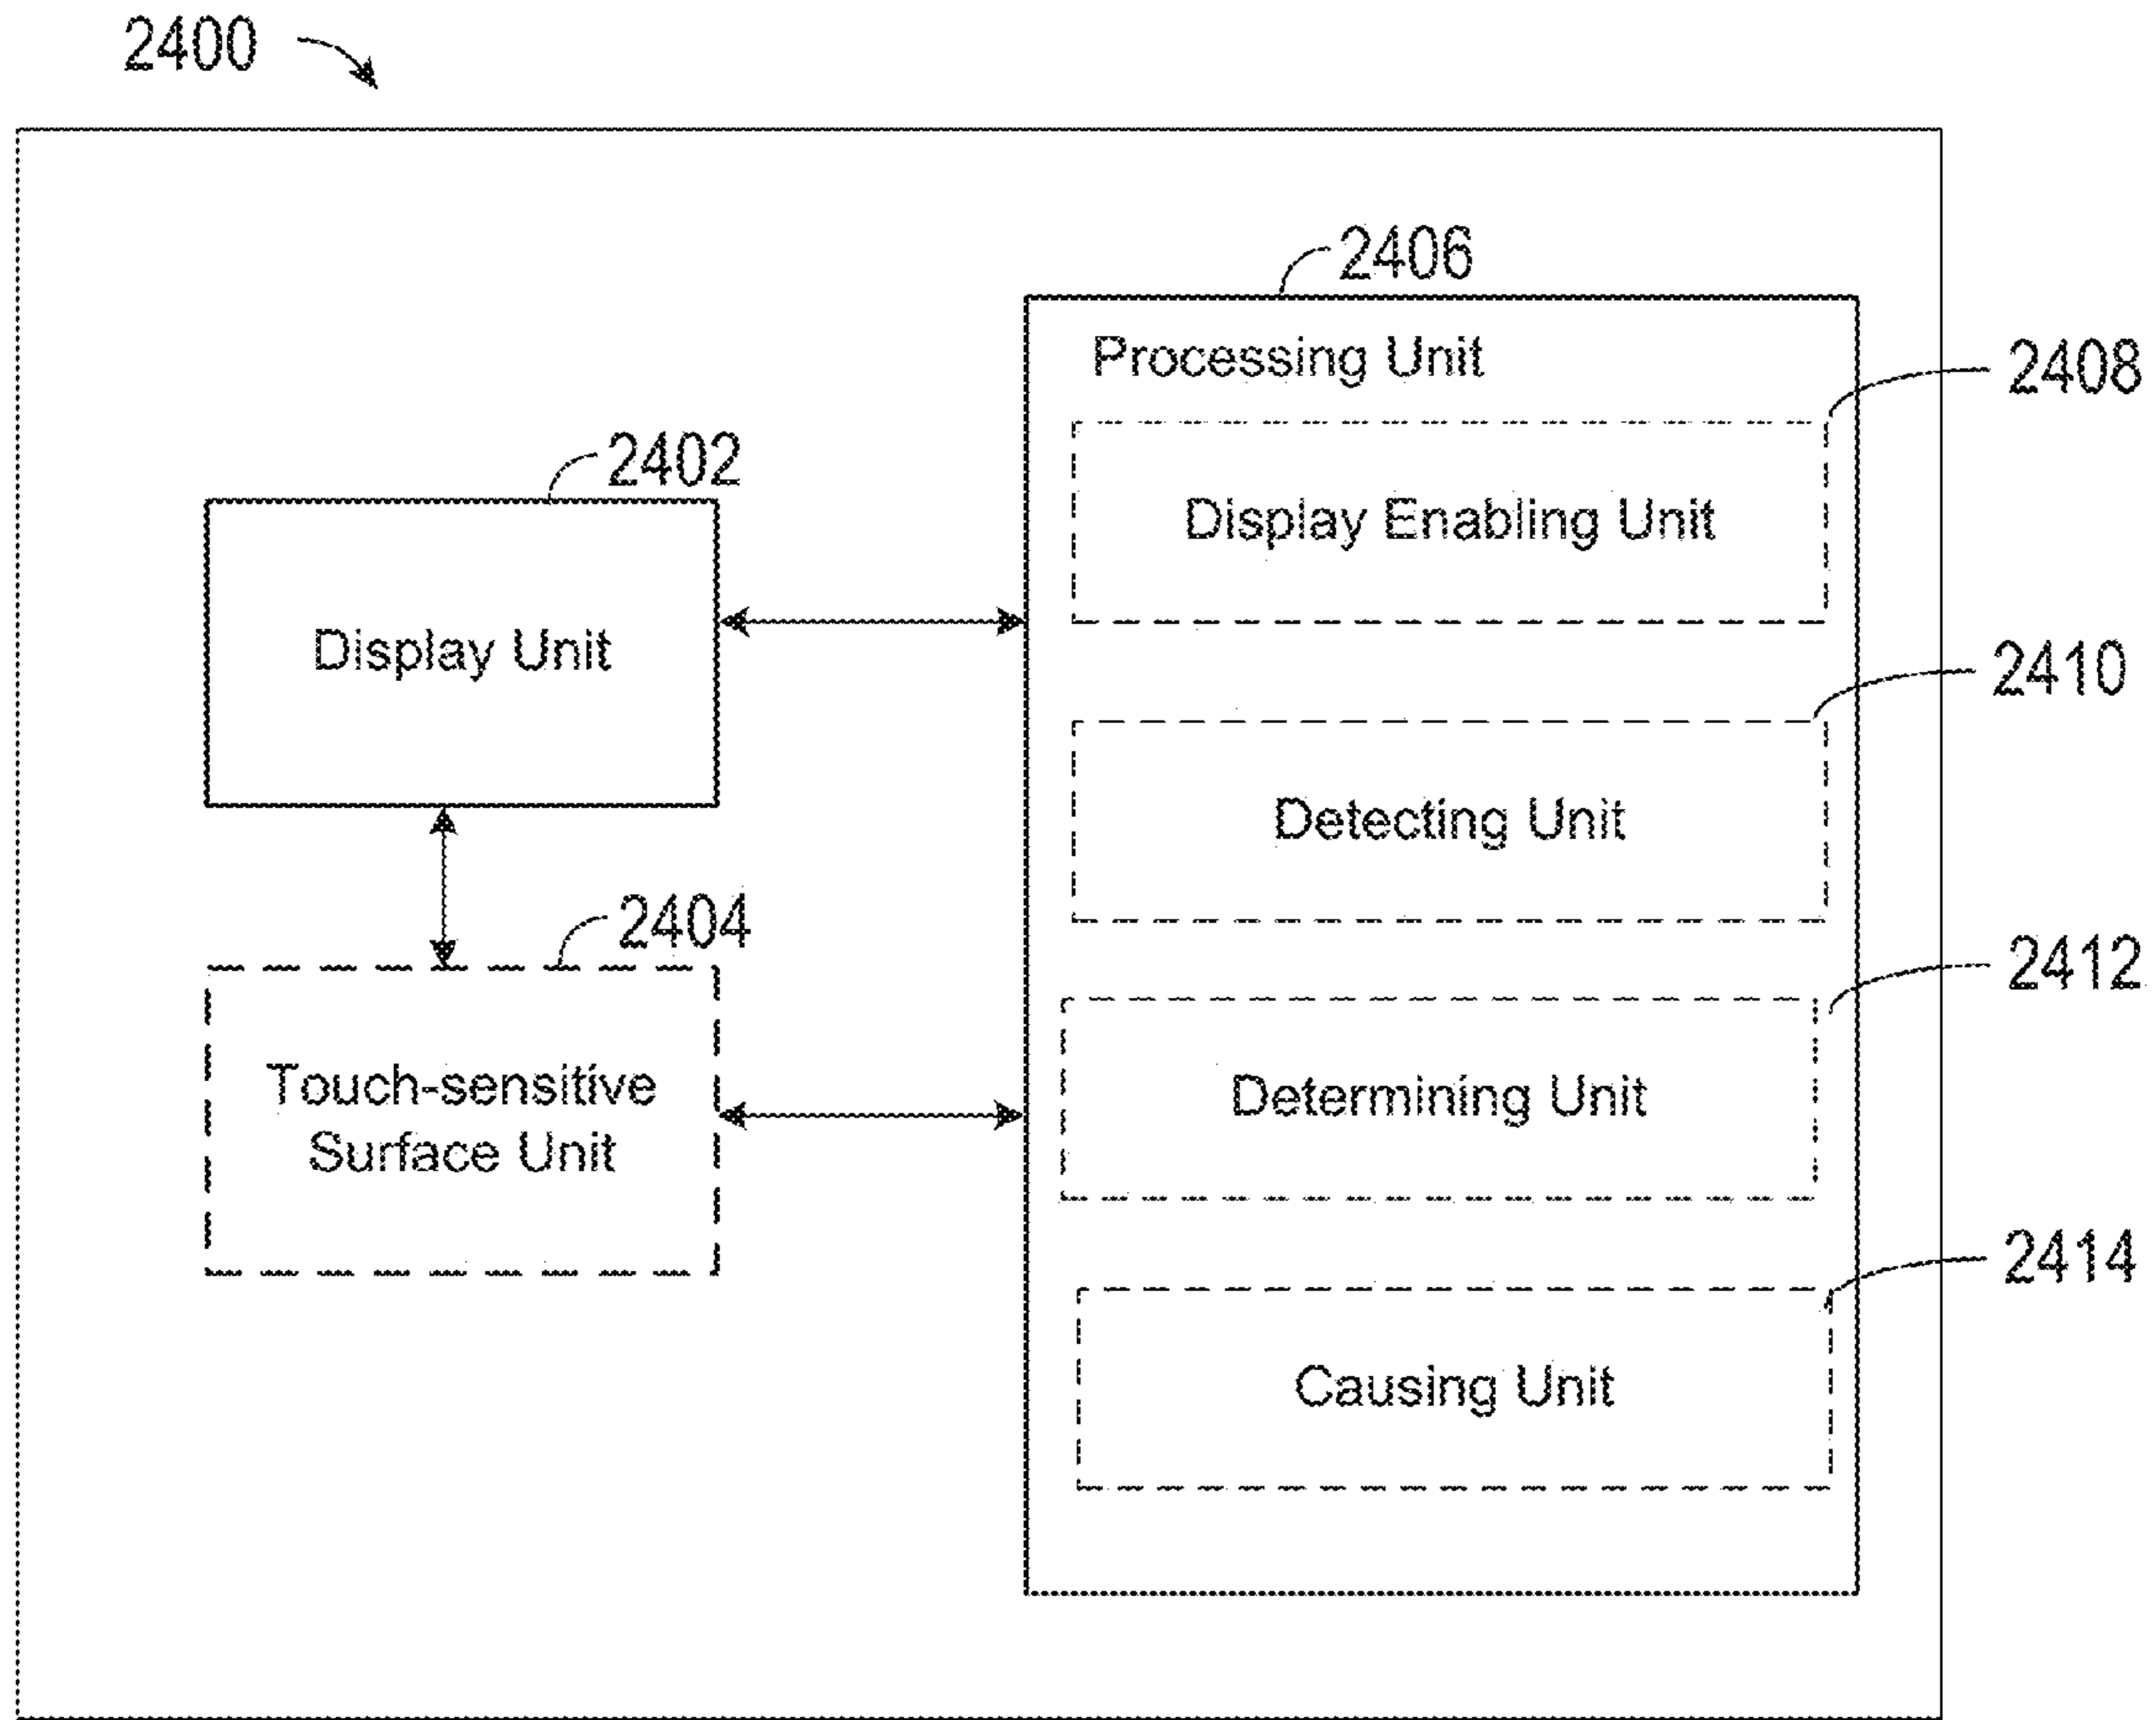 2400
2406
Processing Unit
2408
Display Enabling Unit
2402
Display Unit
2410
Detecting Unit
2404
Touch-sensitive
Surface Unit
2412
Determining Unit
2414
Causing Unit